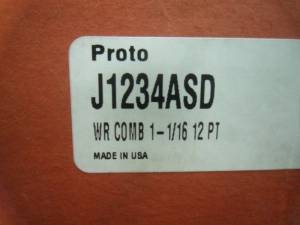 Proto
J1234ASD
WR COMB 1-1/16 12 PT
MADE IN USA